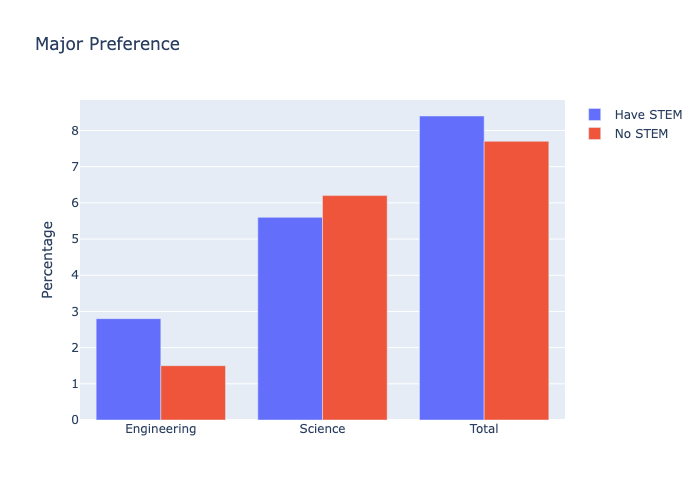 Major Preference
Have STEM
No STEM
Percentage
8
7
6
5
4
3
2
1
0
Engineering
Science
Total